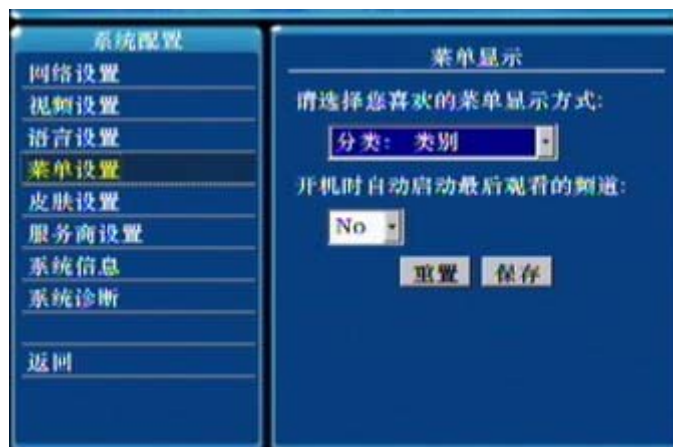 系统配置
网络设置
视频设置
语言设置
菜单设置
皮肤设置
服务商设置
系统信息
系统诊断
返回
菜单显示
请选择您喜欢的菜单显示方式:
分类: 类别
开机时自动启动最后观看的频道:
No
重置 保存